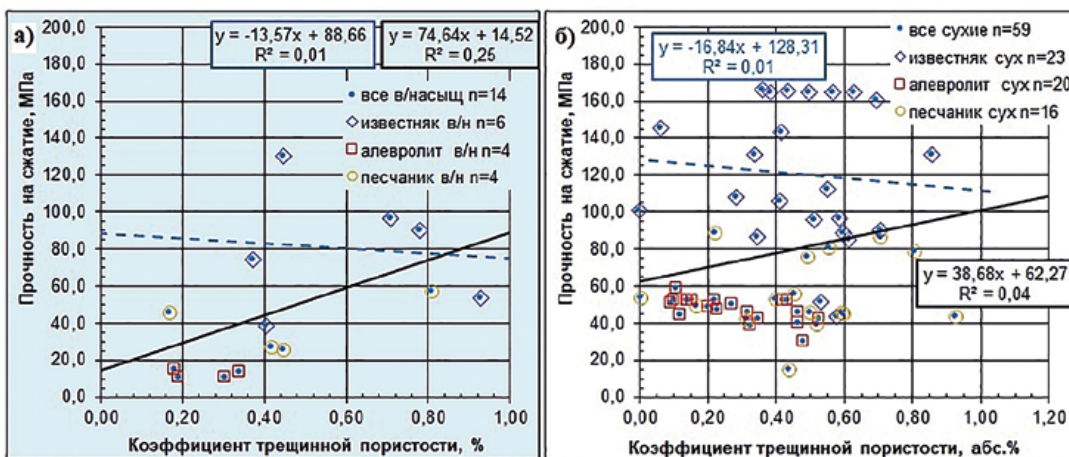 а)
y = -13,57x + 88,66
R² = 0,01
y = 74,64x + 14,52
R² = 0,25
все в/насыщ n=14
известняк в/н n=6
алевролит в/н n=4
песчаник в/н n=4
Прочность на сжатие, МПа
200,0
180,0
160,0
140,0
120,0
100,0
80,0
60,0
40,0
20,0
0,0
0,00 0,20 0,40 0,60 0,80 1,00
Коэффициент трещинной пористости, %
б)
y = -16,84x + 128,31
R² = 0,01
все сухие n=59
известняк сух n=23
алевролит сух n=20
песчаник сух n=16
y = 38,68x + 62,27
R² = 0,04
Прочность на сжатие, МПа
200,0
180,0
160,0
140,0
120,0
100,0
80,0
60,0
40,0
20,0
0,0
0,00 0,20 0,40 0,60 0,80 1,00 1,20
Коэффициент трещинной пористости, абс.%